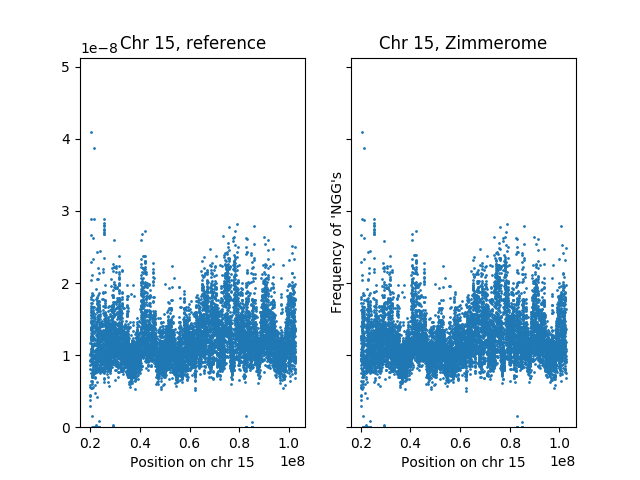 Chr 15, reference
1e−8
5
4
3
2
1
0
0.2 0.4 0.6 0.8 1.0
1e8
Position on chr 15
Chr 15, Zimmerome
Frequency of 'NGG's
0.2 0.4 0.6 0.8 1.0
1e8
Position on chr 15